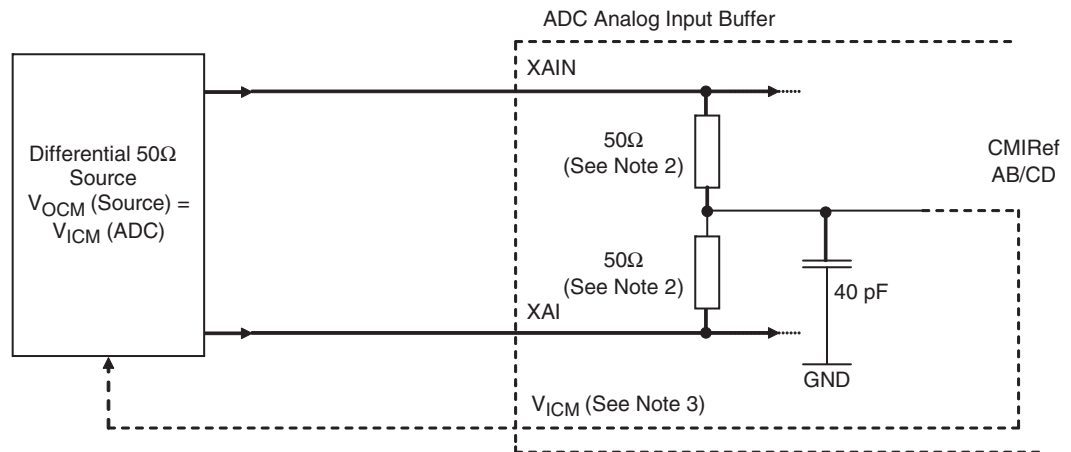 ADC Analog Input Buffer
XAIN
Differential 50Ω
Source
VOCM (Source) =
VICM (ADC)
50Ω
(See Note 2)
CMIRef
AB/CD
50Ω
(See Note 2)
40 pF
XAI
GND
VICM (See Note 3)